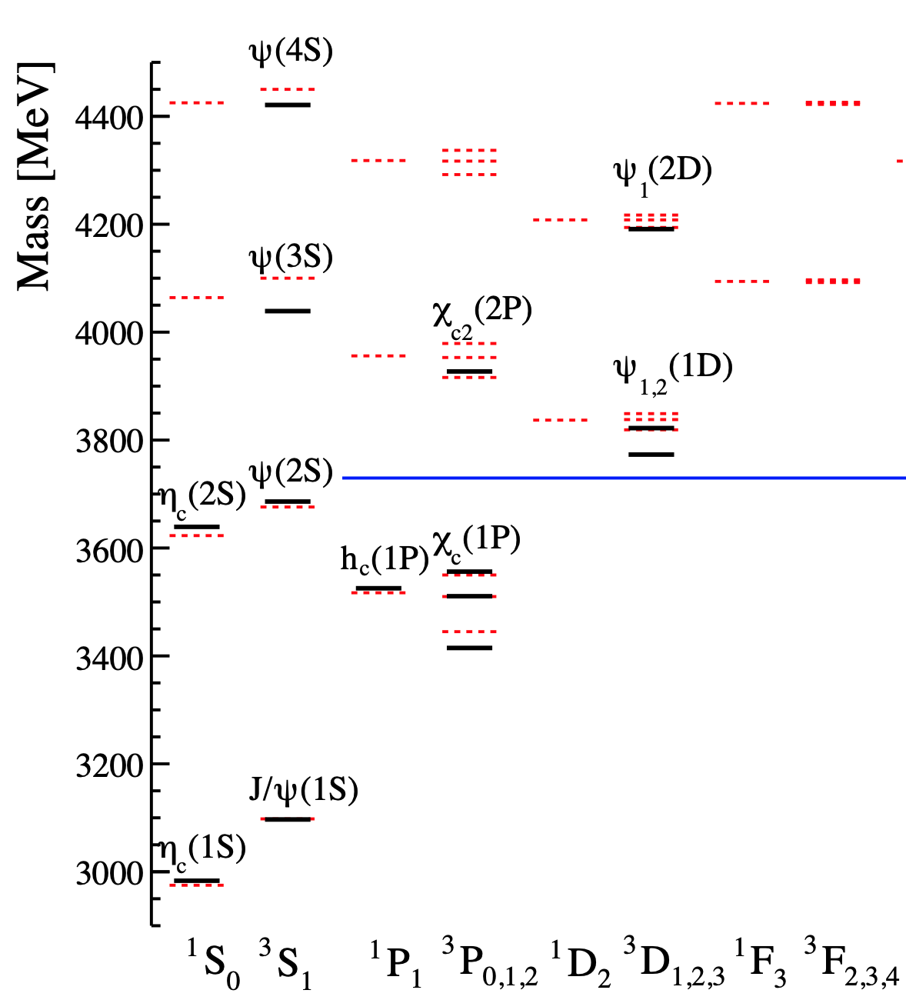 Mass [MeV]
4400
4200
4000
3800
3600
3400
3200
3000
ψ(4S)
ψ(3S)
ψ(2S)
J/ψ(1S)
ηc(2S)
ηc(1S)
hc(1P)
χc(1P)
χc2(2P)
ψ1(2D)
ψ1,2(1D)
1S0
3S1
1P1
3P0,1,2
1D2
3D1,2,3
1F3
3F2,3,4